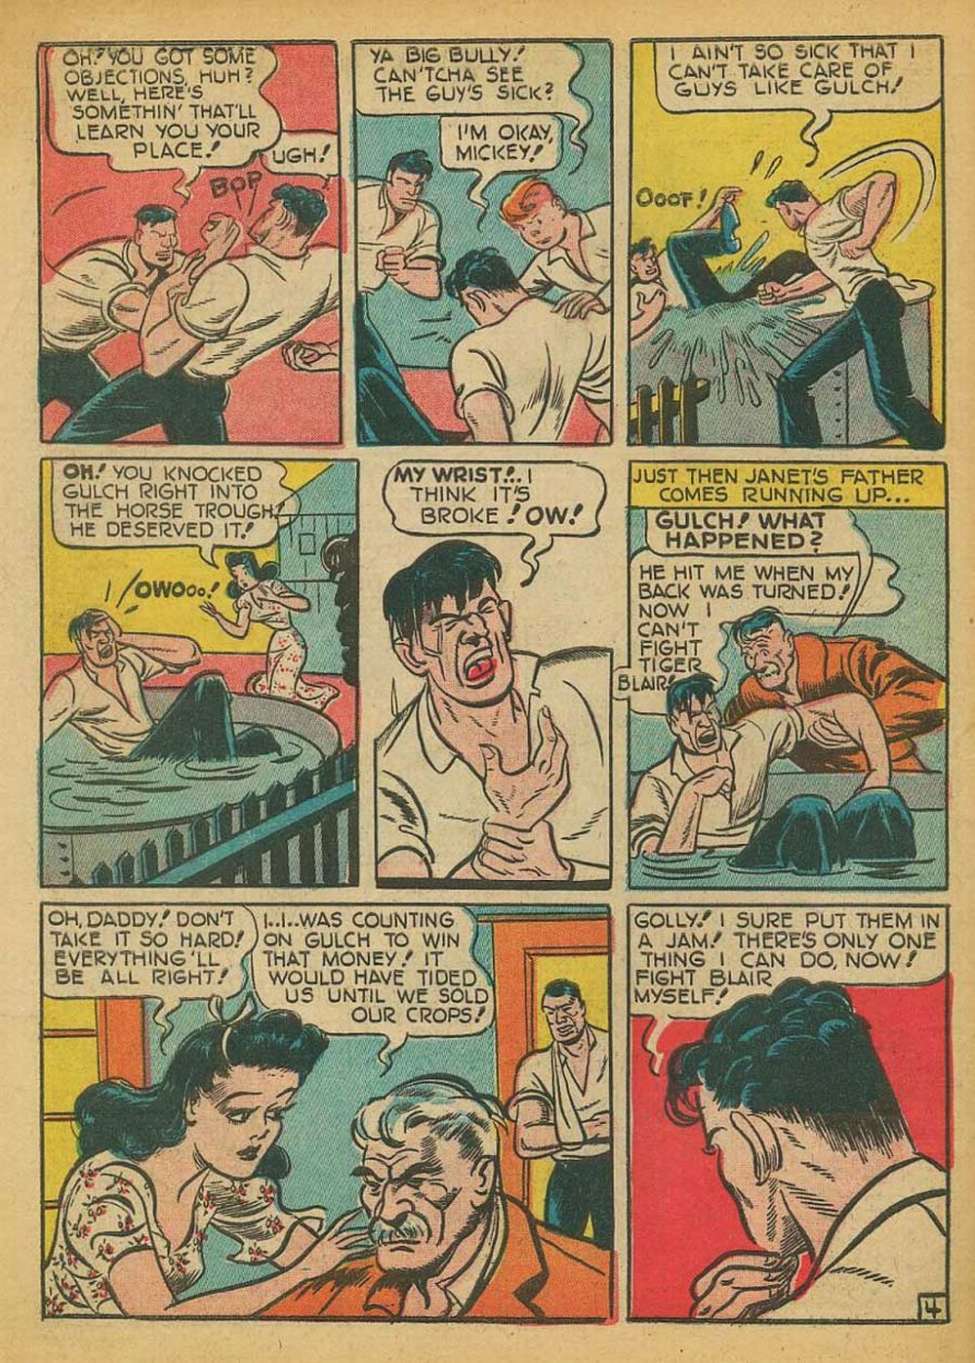 OH! YOU GOT SOME
OBJECTIONS, HUH?
WELL, HERE'S
SOMETHIN' THAT'LL
LEARN YOU YOUR
PLACE!
UGH!
BOP
YA BIG BULLY!
CAN'TCHA SEE
THE GUY'S SICK?
I'M OKAY,
MICKEY!
I AIN'T SO SICK THAT I
CAN'T TAKE CARE OF
GUYS LIKE GULCH!
OOOF!
OH! YOU KNOCKED
GULCH RIGHT INTO
THE HORSE TROUGH!
HE DESERVED IT!
OWOOO!
MY WRIST!.. I
THINK IT'S
BROKE! OW!
JUST THEN JANET'S FATHER
COMES RUNNING UP...
GULCH! WHAT
HAPPENED?
HE HIT ME WHEN MY
BACK WAS TURNED!
NOW I
CAN'T
FIGHT
TIGER
BLAIR!
OH, DADDY! DON'T
TAKE IT SO HARD!
EVERYTHING'LL
BE ALL RIGHT!
I..I..WAS COUNTING
ON GULCH TO WIN
THAT MONEY! IT
WOULD HAVE TIDED
US UNTIL WE SOLD
OUR CROPS!
GOLLY! I SURE PUT THEM IN
A JAM! THERE'S ONLY ONE
THING I CAN DO, NOW!
FIGHT BLAIR
MYSELF!
4